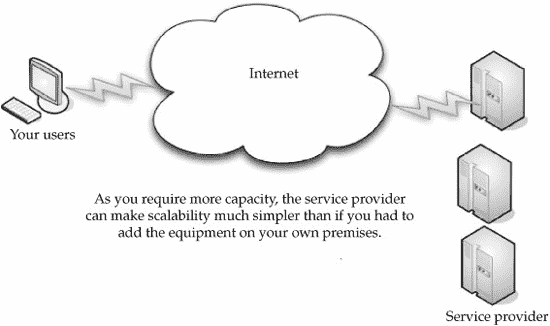 Internet
Your users
As you require more capacity, the service provider
can make scalability much simpler than if you had to
add the equipment on your own premises.
Service provider